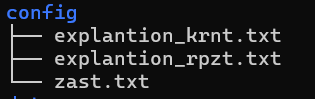 config
├── explantion_krnt.txt
├── explantion_rpzt.txt
└── zast.txt